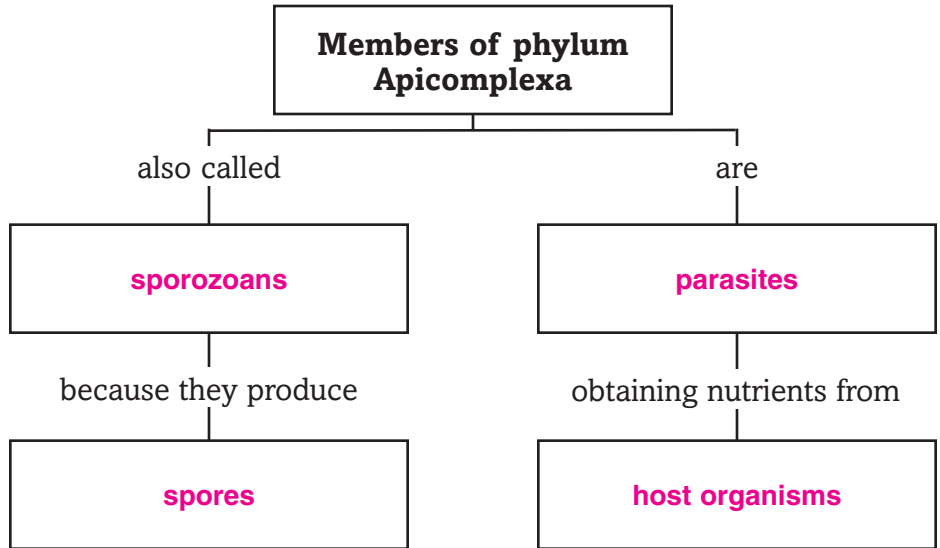 Members of phylum
Apicomplexa
also called
are
sporozoans
parasites
because they produce
obtaining nutrients from
spores
host organisms